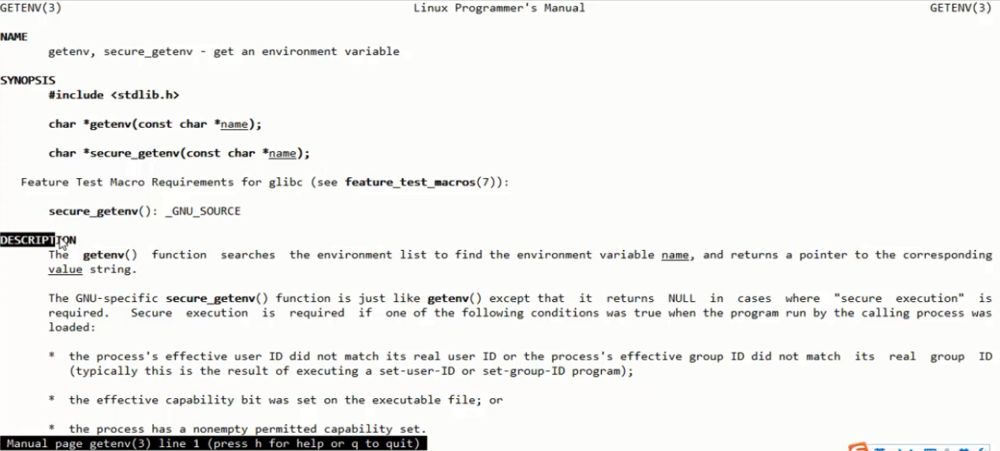 GETENV(3) Linux Programmer's Manual GETENV(3)
NAME
getenv, secure_getenv - get an environment variable
SYNOPSIS
#include <stdlib.h>
char *getenv(const char *name);
char *secure_getenv(const char *name);
Feature Test Macro Requirements for glibc (see feature_test_macros(7)):
secure_getenv(): _GNU_SOURCE
DESCRIPTION
The getenv() function searches the environment list to find the environment variable name, and returns a pointer to the corresponding
value string.
The GNU-specific secure_getenv() function is just like getenv() except that it returns NULL in cases where "secure execution" is
required. Secure execution is required if one of the following conditions was true when the program run by the calling process was
loaded:
* the process's effective user ID did not match its real user ID or the process's effective group ID did not match its real group ID
(typically this is the result of executing a set-user-ID or set-group-ID program);
* the effective capability bit was set on the executable file; or
* the process has a nonempty permitted capability set.
Manual page getenv(3) line 1 (press h for help or q to quit)